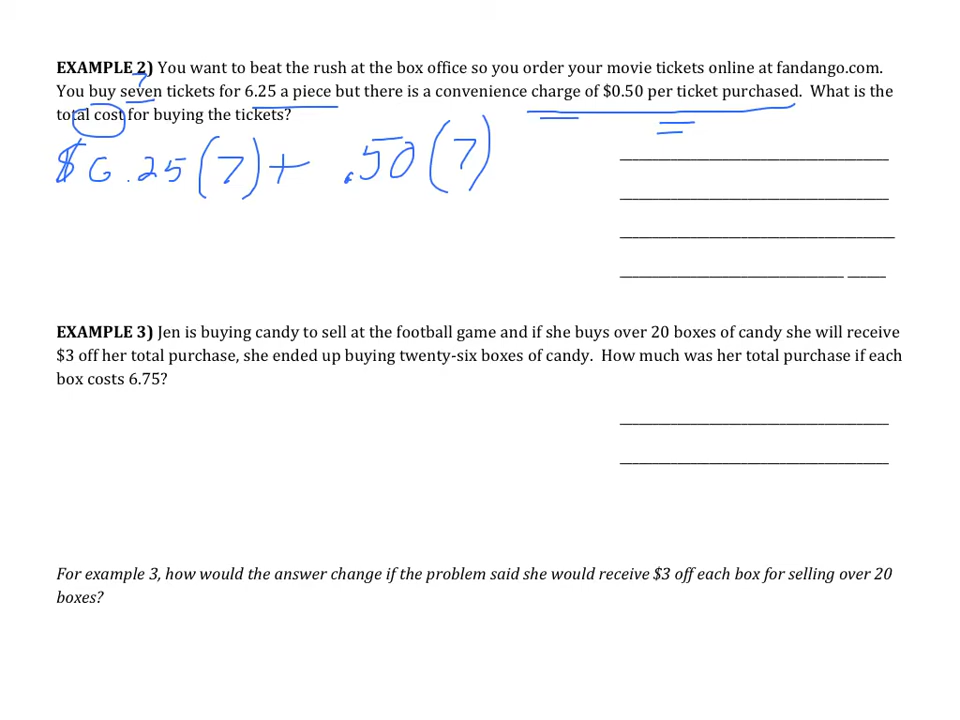 EXAMPLE 2) You want to beat the rush at the box office so you order your movie tickets online at fandango.com.
7
You buy seven tickets for 6.25 a piece but there is a convenience charge of $0.50 per ticket purchased. What is the
total cost for buying the tickets?
$6.25(7)+ .50(7)
EXAMPLE 3) Jen is buying candy to sell at the football game and if she buys over 20 boxes of candy she will receive
$3 off her total purchase, she ended up buying twenty-six boxes of candy. How much was her total purchase if each
box costs 6.75?
For example 3, how would the answer change if the problem said she would receive $3 off each box for selling over 20
boxes?